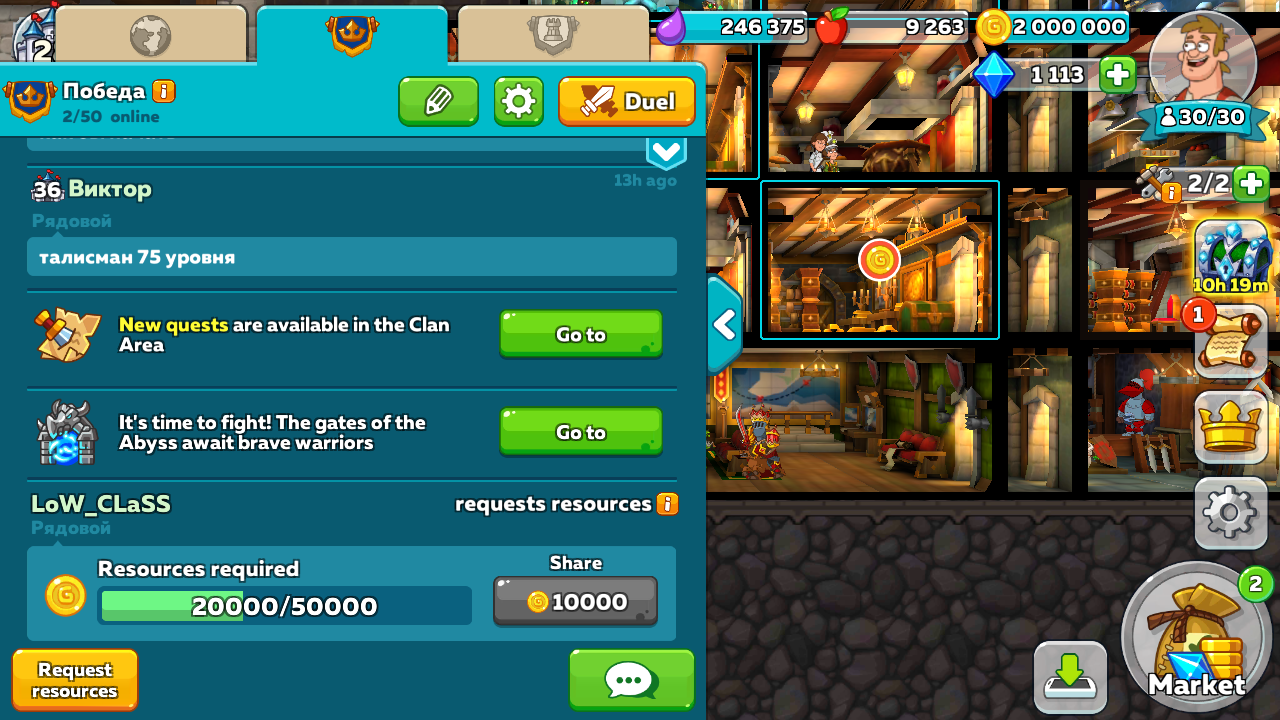 2
246 375
9 263
2 000 000
1 113
30/30
2/2
10h 19m
1
Победа
2/50 online
Duel
13h ago
36 Виктор
Рядовой
талисман 75 уровня
New quests are available in the Clan
Area
Go to
It's time to fight! The gates of the
Abyss await brave warriors
Go to
LoW_CLaSS
requests resources
Рядовой
Resources required
20000/50000
Share
10000
Request
resources
2
Market